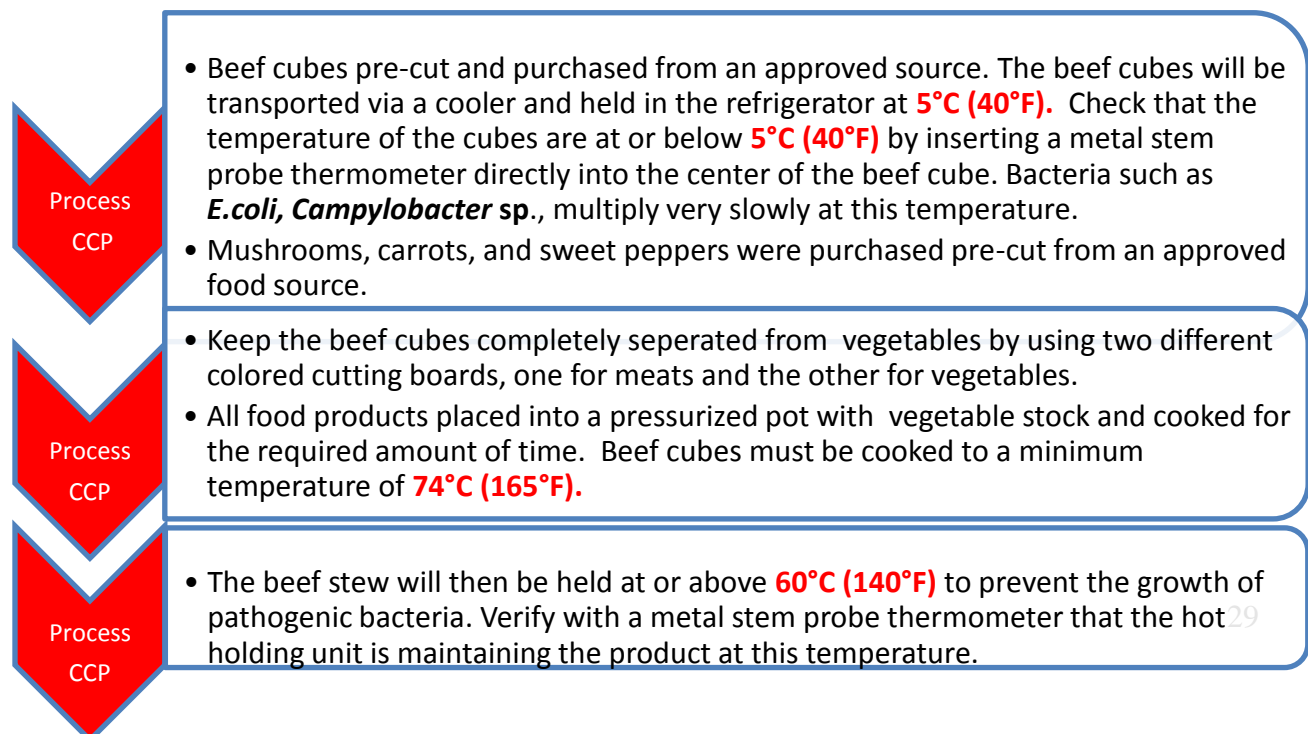 Process
CCP
• Beef cubes pre-cut and purchased from an approved source. The beef cubes will be
transported via a cooler and held in the refrigerator at 5°C (40°F). Check that the
temperature of the cubes are at or below 5°C (40°F) by inserting a metal stem
probe thermometer directly into the center of the beef cube. Bacteria such as
E.coli, Campylobacter sp., multiply very slowly at this temperature.
• Mushrooms, carrots, and sweet peppers were purchased pre-cut from an approved
food source.
Process
CCP
• Keep the beef cubes completely seperated from vegetables by using two different
colored cutting boards, one for meats and the other for vegetables.
• All food products placed into a pressurized pot with vegetable stock and cooked for
the required amount of time. Beef cubes must be cooked to a minimum
temperature of 74°C (165°F).
Process
CCP
• The beef stew will then be held at or above 60°C (140°F) to prevent the growth of
pathogenic bacteria. Verify with a metal stem probe thermometer that the hot
holding unit is maintaining the product at this temperature.
29